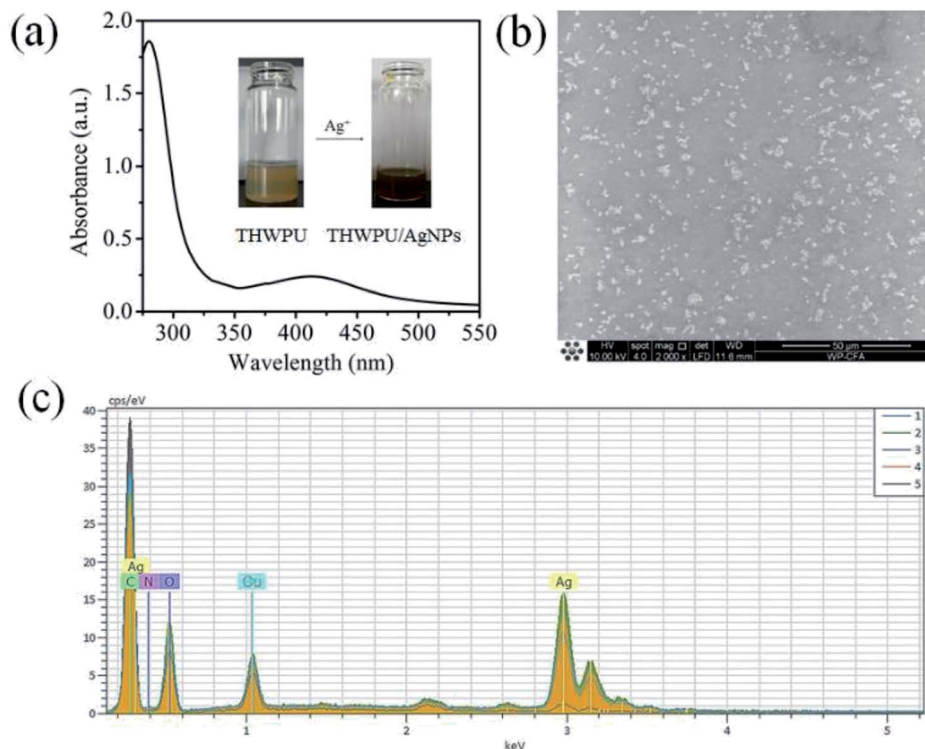 (a)
2.0
1.5
1.0
0.5
0.0
Absorbance (a.u.)
300 350 400 450 500 550
Wavelength (nm)
Ag⁺
THWPU THWPU/AgNPs
(b)
HV spot mag det WD 50 µm
10.00 kV 4.0 2 000 x LFD 11.6 mm WP-CFA
(c)
cps/eV
40
35
30
25
20
15
10
5
0
1
2
3
4
5
Ag
C N O Cu Ag
1 2 3 4 5
keV